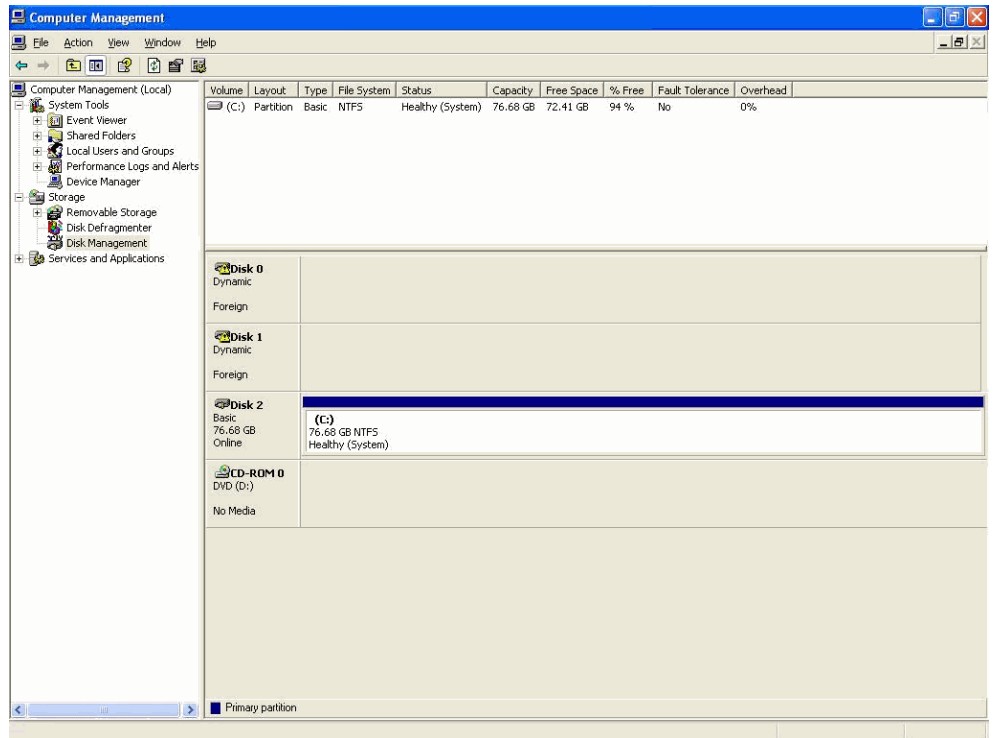 Computer Management
File Action View Window Help
Computer Management (Local)
System Tools
Event Viewer
Shared Folders
Local Users and Groups
Performance Logs and Alerts
Device Manager
Storage
Removable Storage
Disk Defragmenter
Disk Management
Services and Applications
Volume Layout Type File System Status Capacity Free Space % Free Fault Tolerance Overhead
(C:) Partition Basic NTFS Healthy (System) 76.68 GB 72.41 GB 94 % No 0%
Disk 0
Dynamic
Foreign
Disk 1
Dynamic
Foreign
Disk 2
Basic
76.68 GB
Online
(C:)
76.68 GB NTFS
Healthy (System)
CD-ROM 0
DVD (D:)
No Media
Primary partition